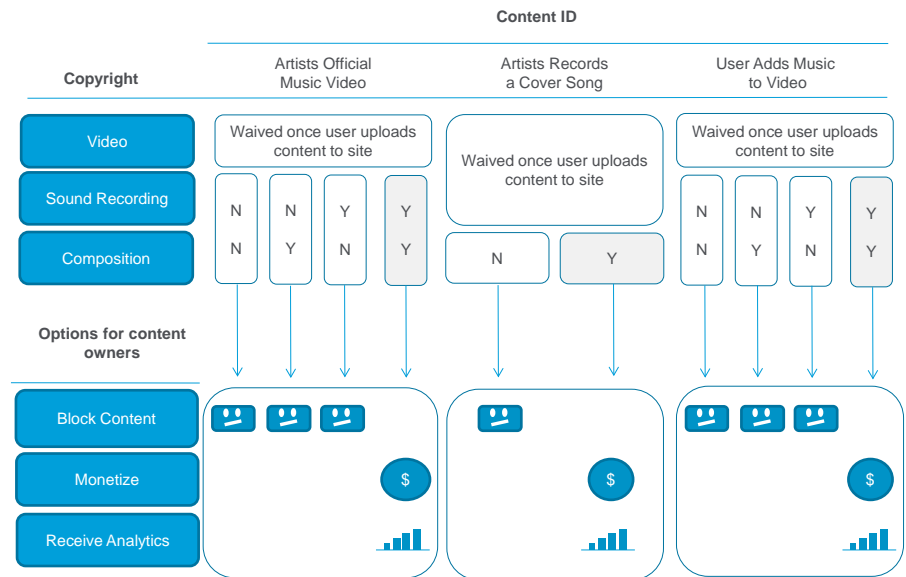 Content ID
Copyright
Artists Official
Music Video
Artists Records
a Cover Song
User Adds Music
to Video
Video
Waived once user uploads
content to site
Waived once user uploads
content to site
Waived once user uploads
content to site
Sound Recording
N N Y Y
N N Y Y
Composition
N Y N Y
N Y
N Y N Y
Options for content
owners
Block Content
Monetize
$ $ $
Receive Analytics